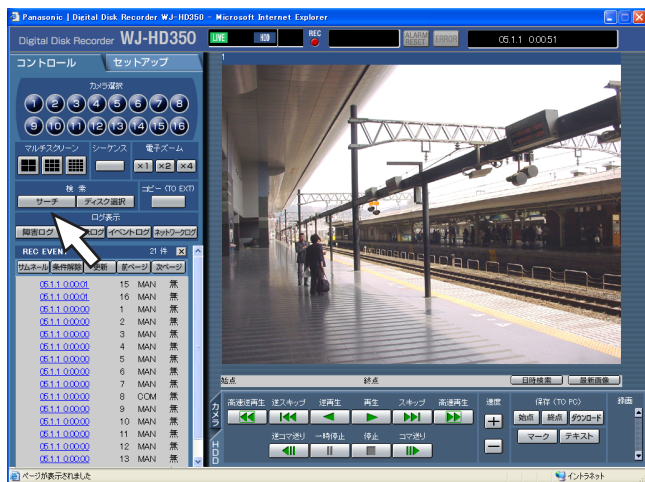 Panasonic | Digital Disk Recorder WJ-HD350 - Microsoft Internet Explorer
Digital Disk Recorder WJ-HD350
LIVE HDD REC ALARM RESET ERROR 05.1.1 0:00:51
コントロール セットアップ
カメラ選択
1 2 3 4 5 6 7 8
9 10 11 12 13 14 15 16
マルチスクリーン シーケンス 電子ズーム
×1 ×2 ×4
検 索 コピー (TO EXT)
サーチ ディスク選択
ログ表示
障害ログ ログ イベントログ ネットワークログ
REC EVENT 21 件 X
サムネール 条件解除 更新 前ページ 次ページ
05.1.1 0:00:01 15 MAN 無
05.1.1 0:00:01 16 MAN 無
05.1.1 0:00:00 1 MAN 無
05.1.1 0:00:00 2 MAN 無
05.1.1 0:00:00 3 MAN 無
05.1.1 0:00:00 4 MAN 無
05.1.1 0:00:00 5 MAN 無
05.1.1 0:00:00 6 MAN 無
05.1.1 0:00:00 7 MAN 無
05.1.1 0:00:00 8 COM 無
05.1.1 0:00:00 9 MAN 無
05.1.1 0:00:00 10 MAN 無
05.1.1 0:00:00 11 MAN 無
05.1.1 0:00:00 12 MAN 無
05.1.1 0:00:00 13 MAN 無
1
始点 終点 日時検索 最新画像
カメラ
HDD
高速逆再生 逆スキップ 逆再生 再生 スキップ 高速再生 速度 保存 (TO PC) 録画
始点 終点 ダウンロード
逆コマ送り 一時停止 停止 コマ送り
マーク テキスト
ページが表示されました イントラネット